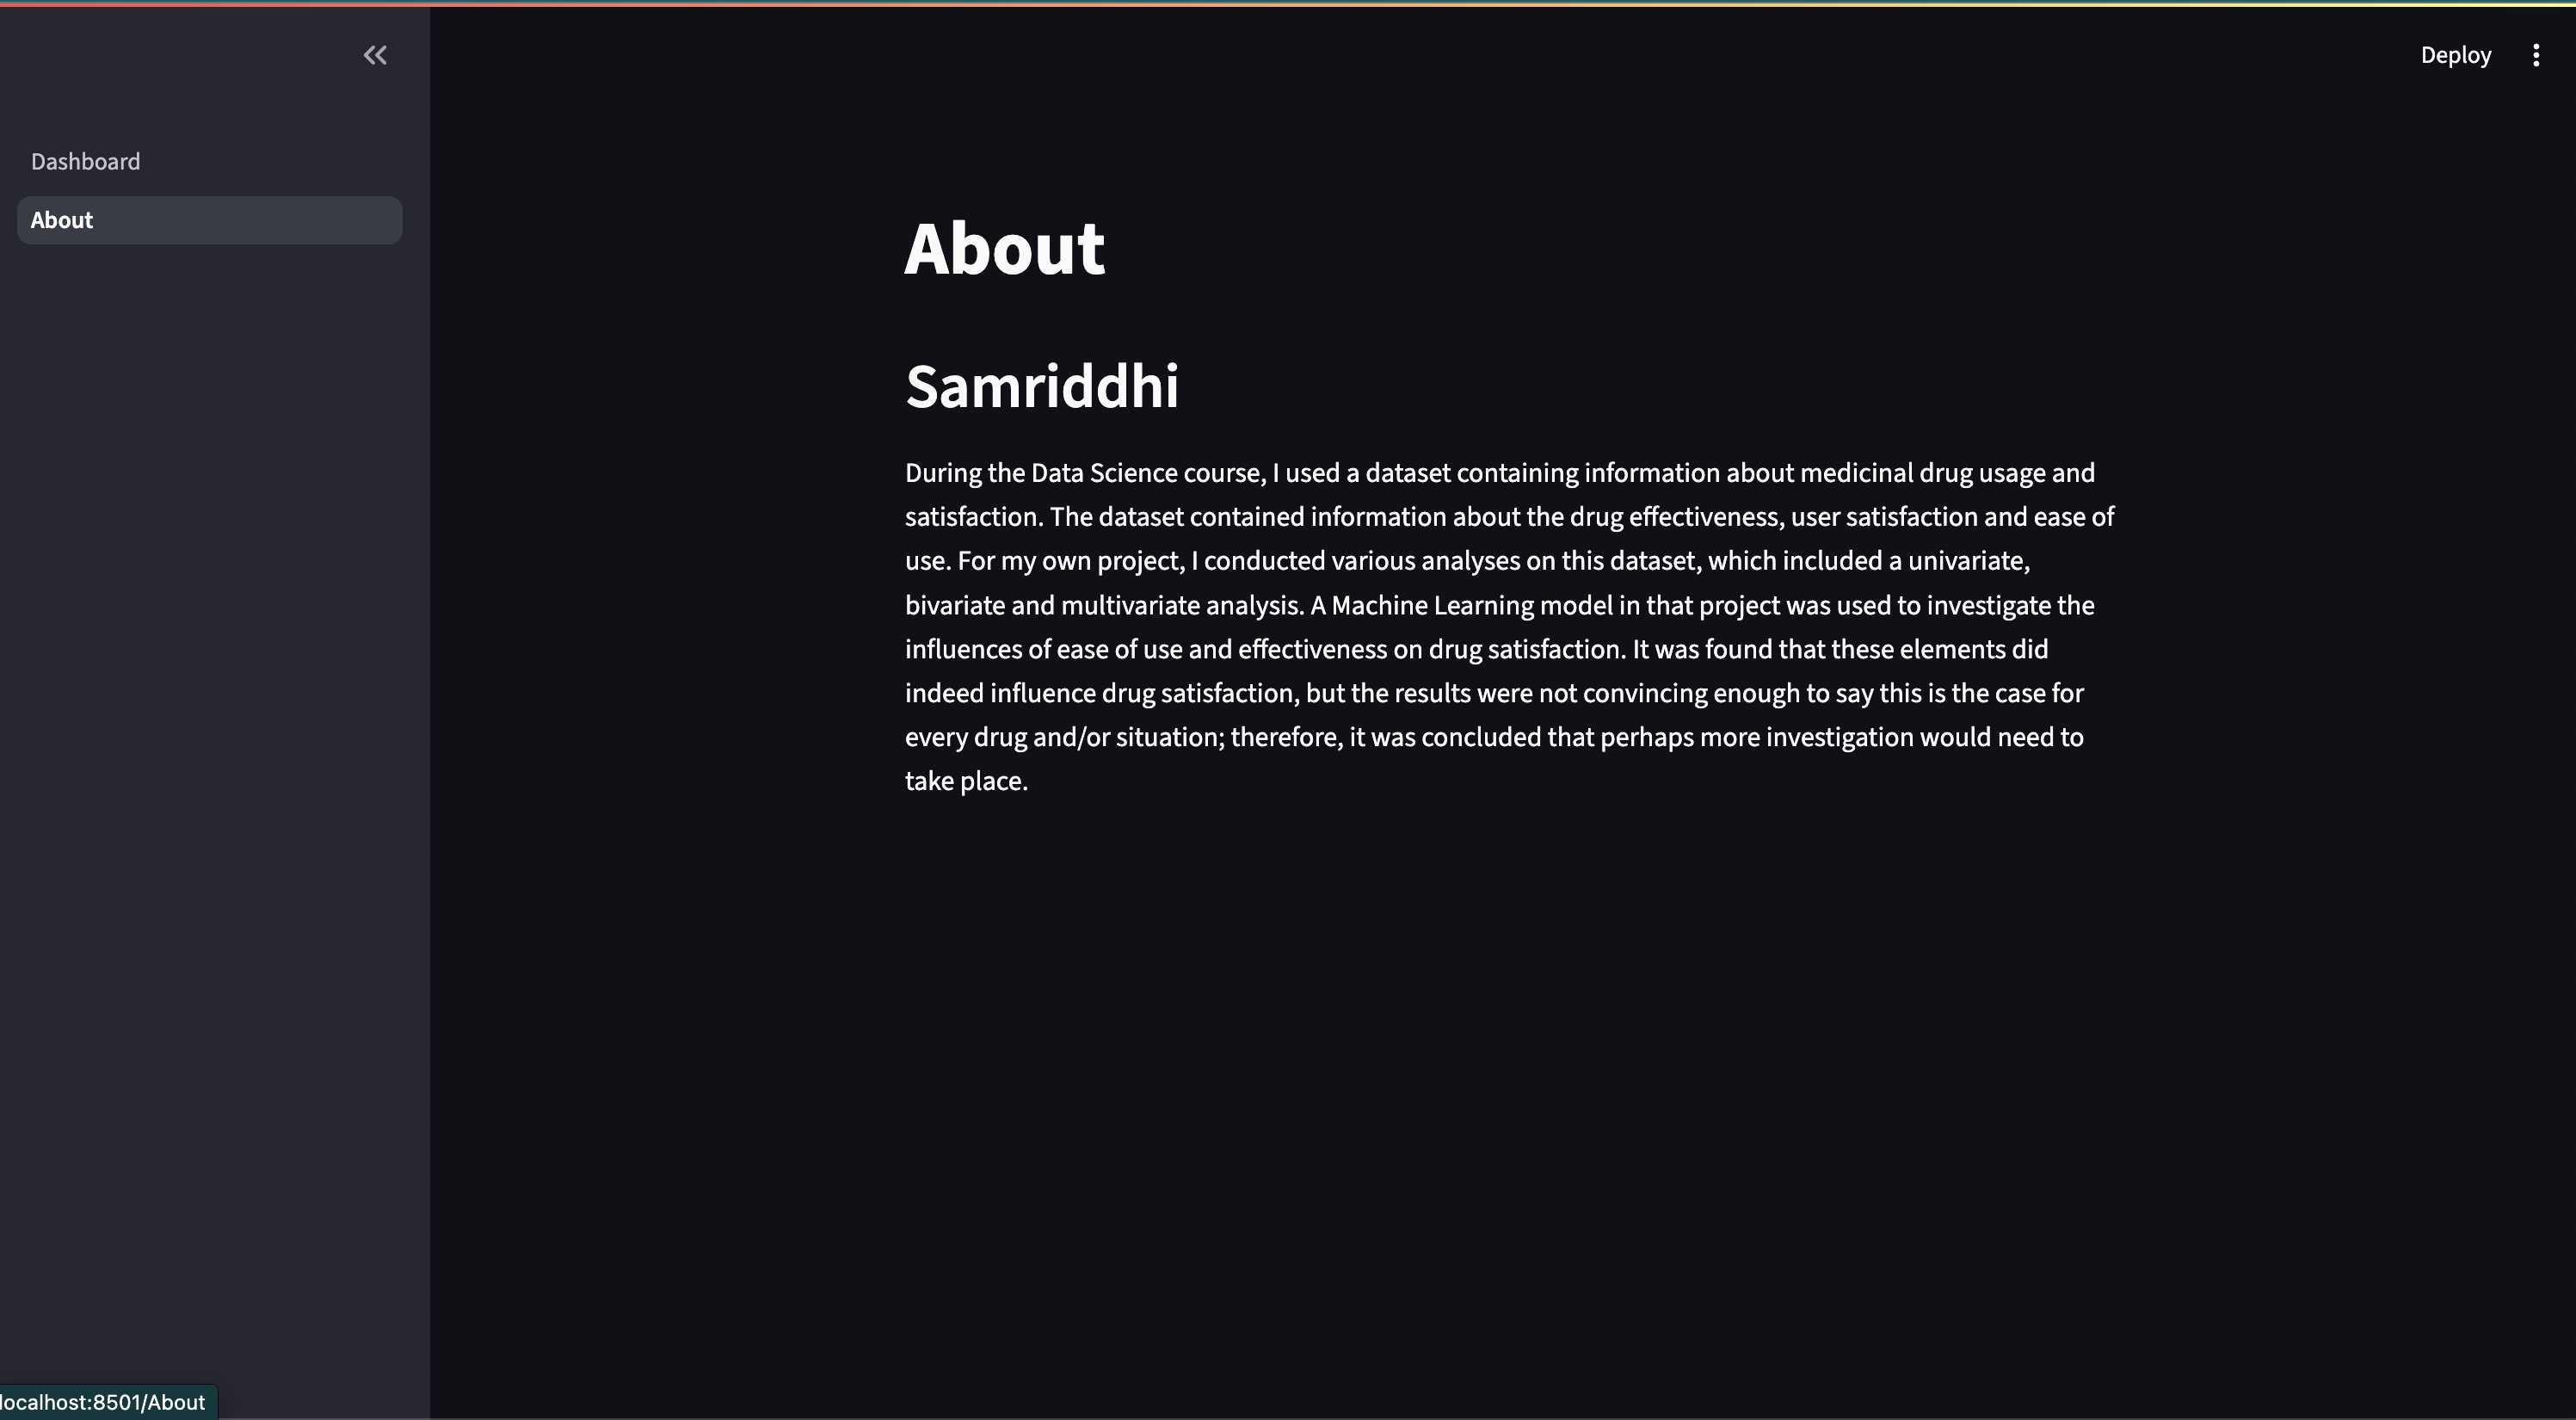 Deploy
Dashboard
About
About
Samriddhi
During the Data Science course, I used a dataset containing information about medicinal drug usage and
satisfaction. The dataset contained information about the drug effectiveness, user satisfaction and ease of
use. For my own project, I conducted various analyses on this dataset, which included a univariate,
bivariate and multivariate analysis. A Machine Learning model in that project was used to investigate the
influences of ease of use and effectiveness on drug satisfaction. It was found that these elements did
indeed influence drug satisfaction, but the results were not convincing enough to say this is the case for
every drug and/or situation; therefore, it was concluded that perhaps more investigation would need to
take place.
localhost:8501/About